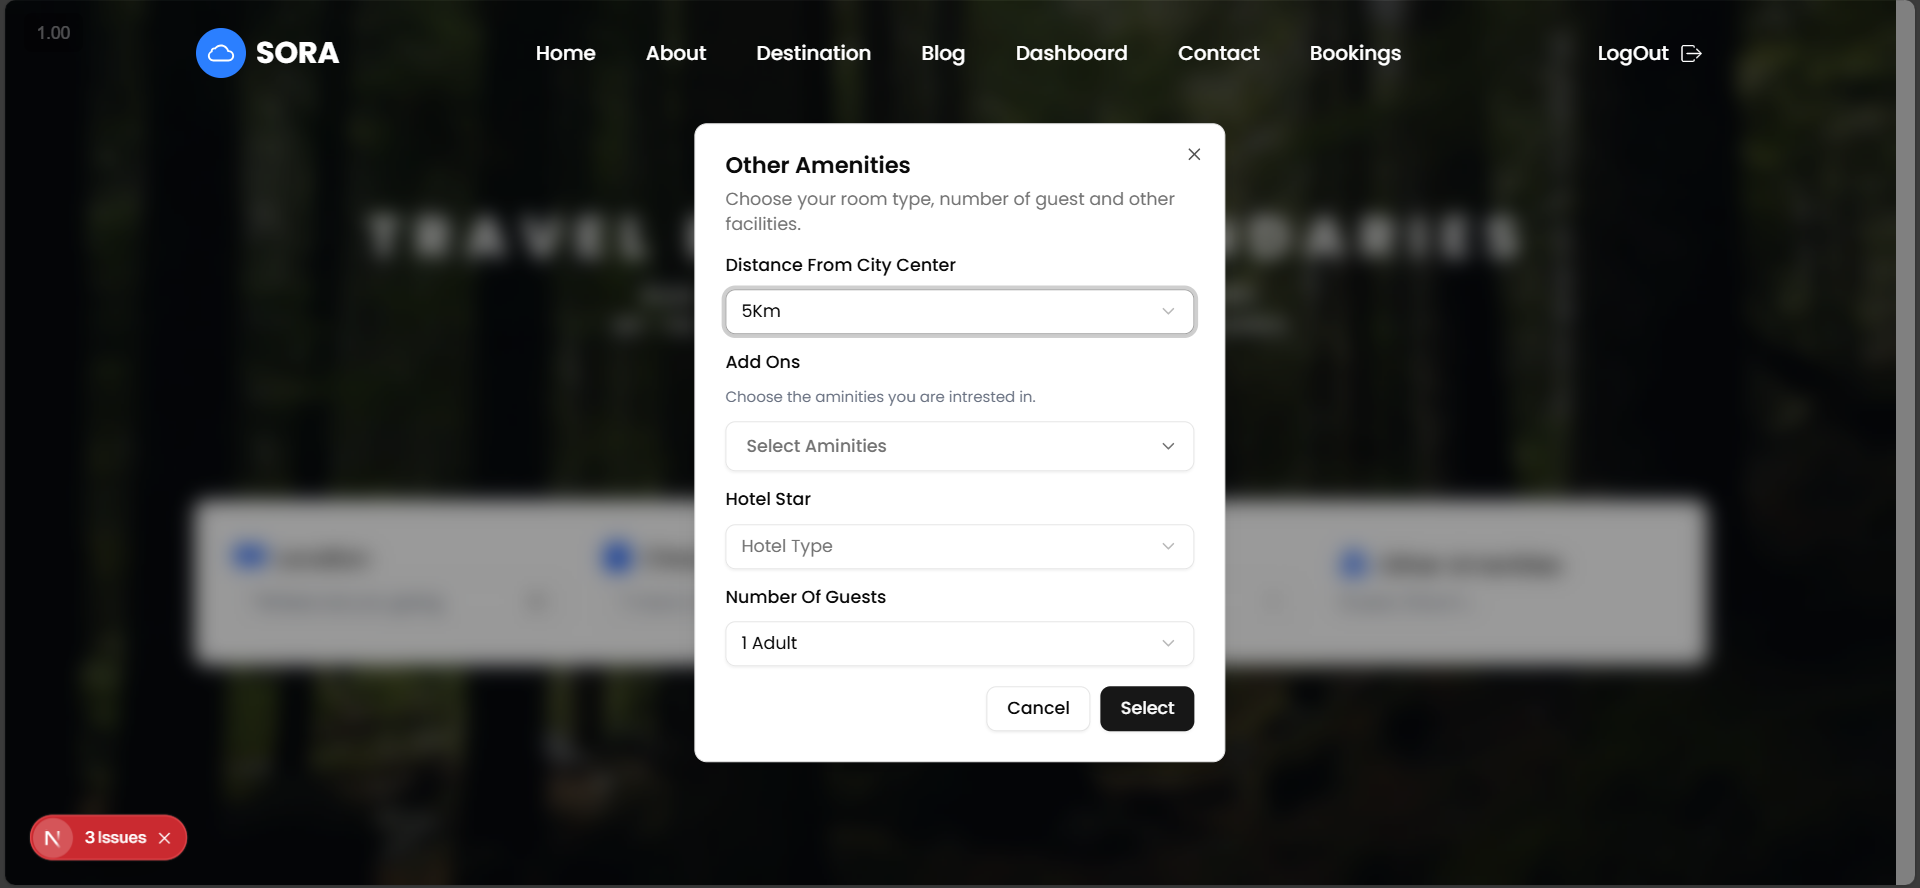 1.00
SORA
Home About Destination Blog Dashboard Contact Bookings
LogOut
Other Amenities
Choose your room type, number of guest and other
facilities.
Distance From City Center
5Km
Add Ons
Choose the aminities you are intrested in.
Select Aminities
Hotel Star
Hotel Type
Number Of Guests
1 Adult
Cancel Select
TRAVEL
DARIES
N 3 Issues